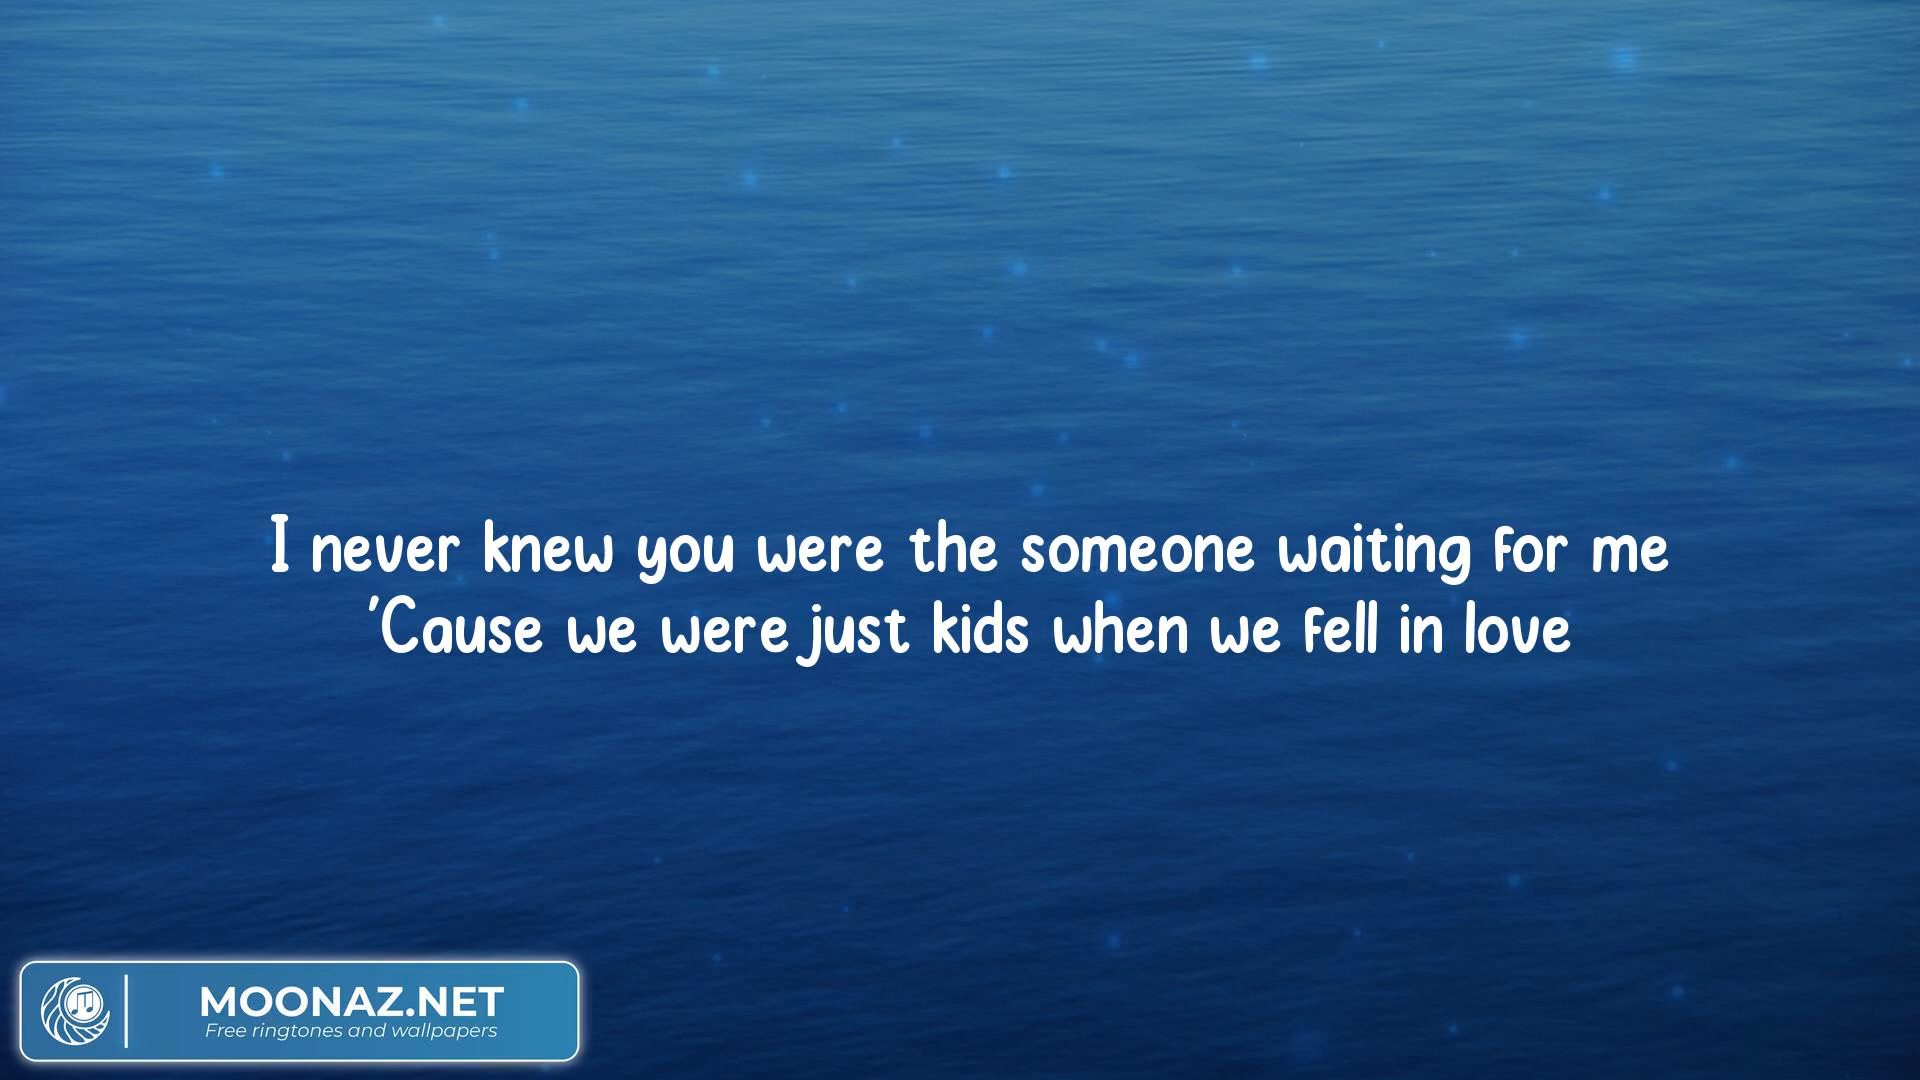 I never knew you were the someone waiting for me
'Cause we were just kids when we fell in love
MOONAZ.NET
Free ringtones and wallpapers